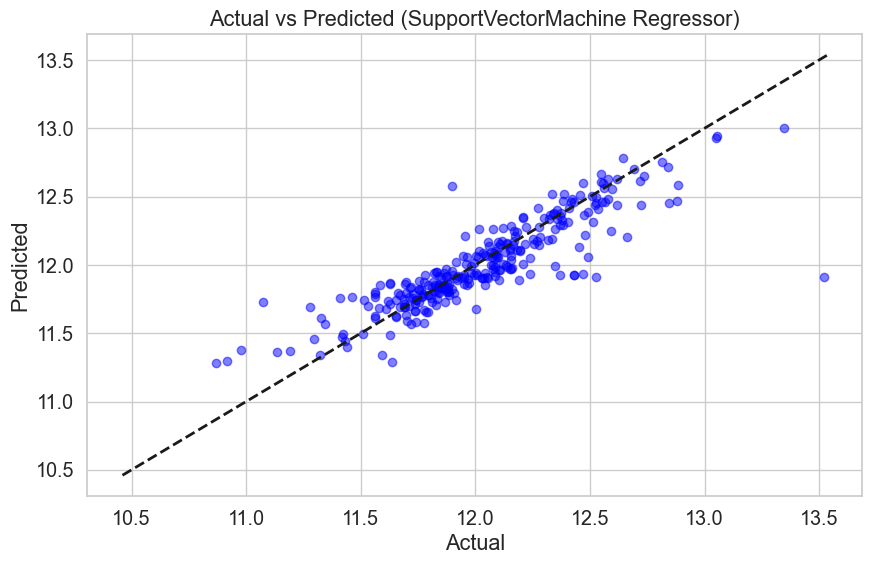 Actual vs Predicted (SupportVectorMachine Regressor)
13.5
13.0
12.5
12.0
11.5
11.0
10.5
Predicted
10.5 11.0 11.5 12.0 12.5 13.0 13.5
Actual